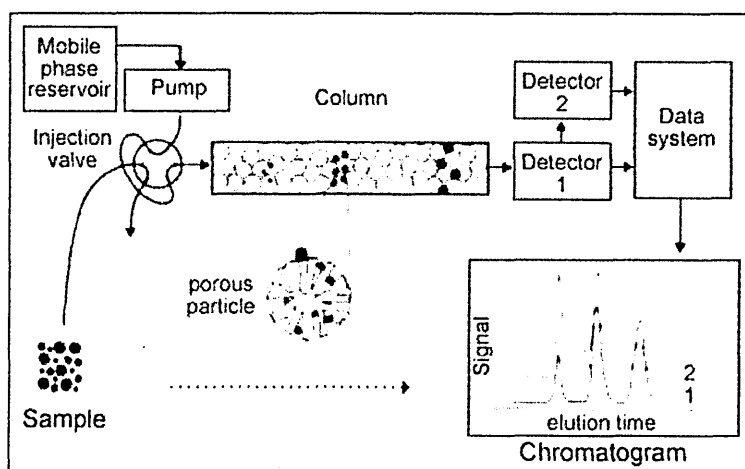 Mobile
phase
reservoir
Pump
Injection
valve
Column
Detector
2
Detector
1
Data
system
porous
particle
Sample
Signal
2
1
elution time
Chromatogram